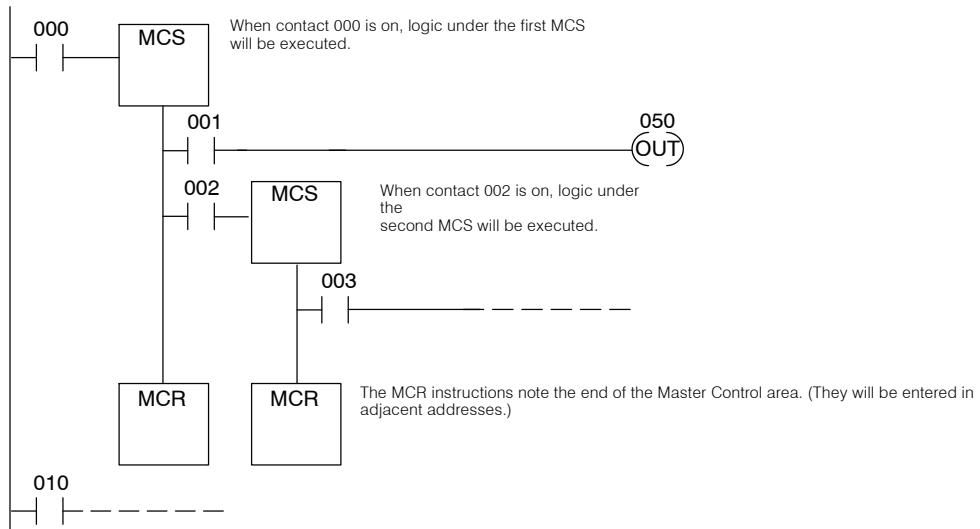 000
MCS
When contact 000 is on, logic under the first MCS
will be executed.
001
050
OUT
002
MCS
When contact 002 is on, logic under
the
second MCS will be executed.
003
MCR
MCR
The MCR instructions note the end of the Master Control area. (They will be entered in
adjacent addresses.)
010